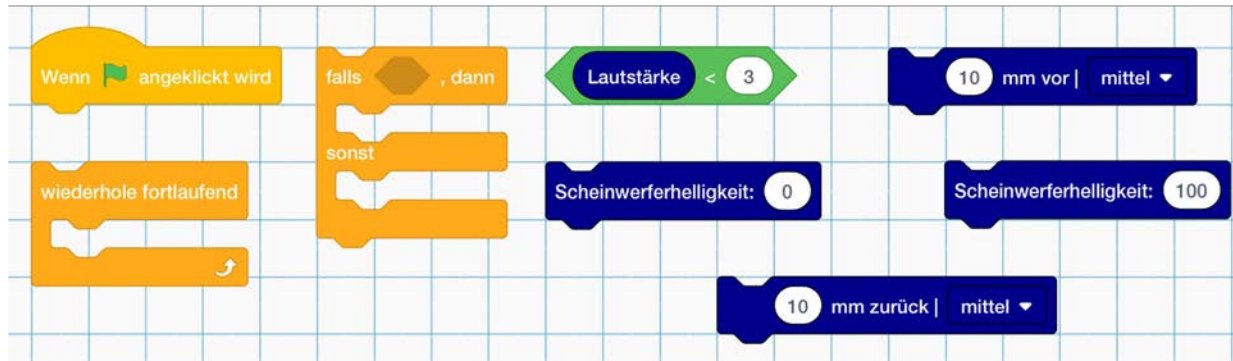 Wenn angeklickt wird
falls , dann
sonst
Lautstärke < 3
10 mm vor | mittel
wiederhole fortlaufend
Scheinwerferhelligkeit: 0
Scheinwerferhelligkeit: 100
10 mm zurück | mittel